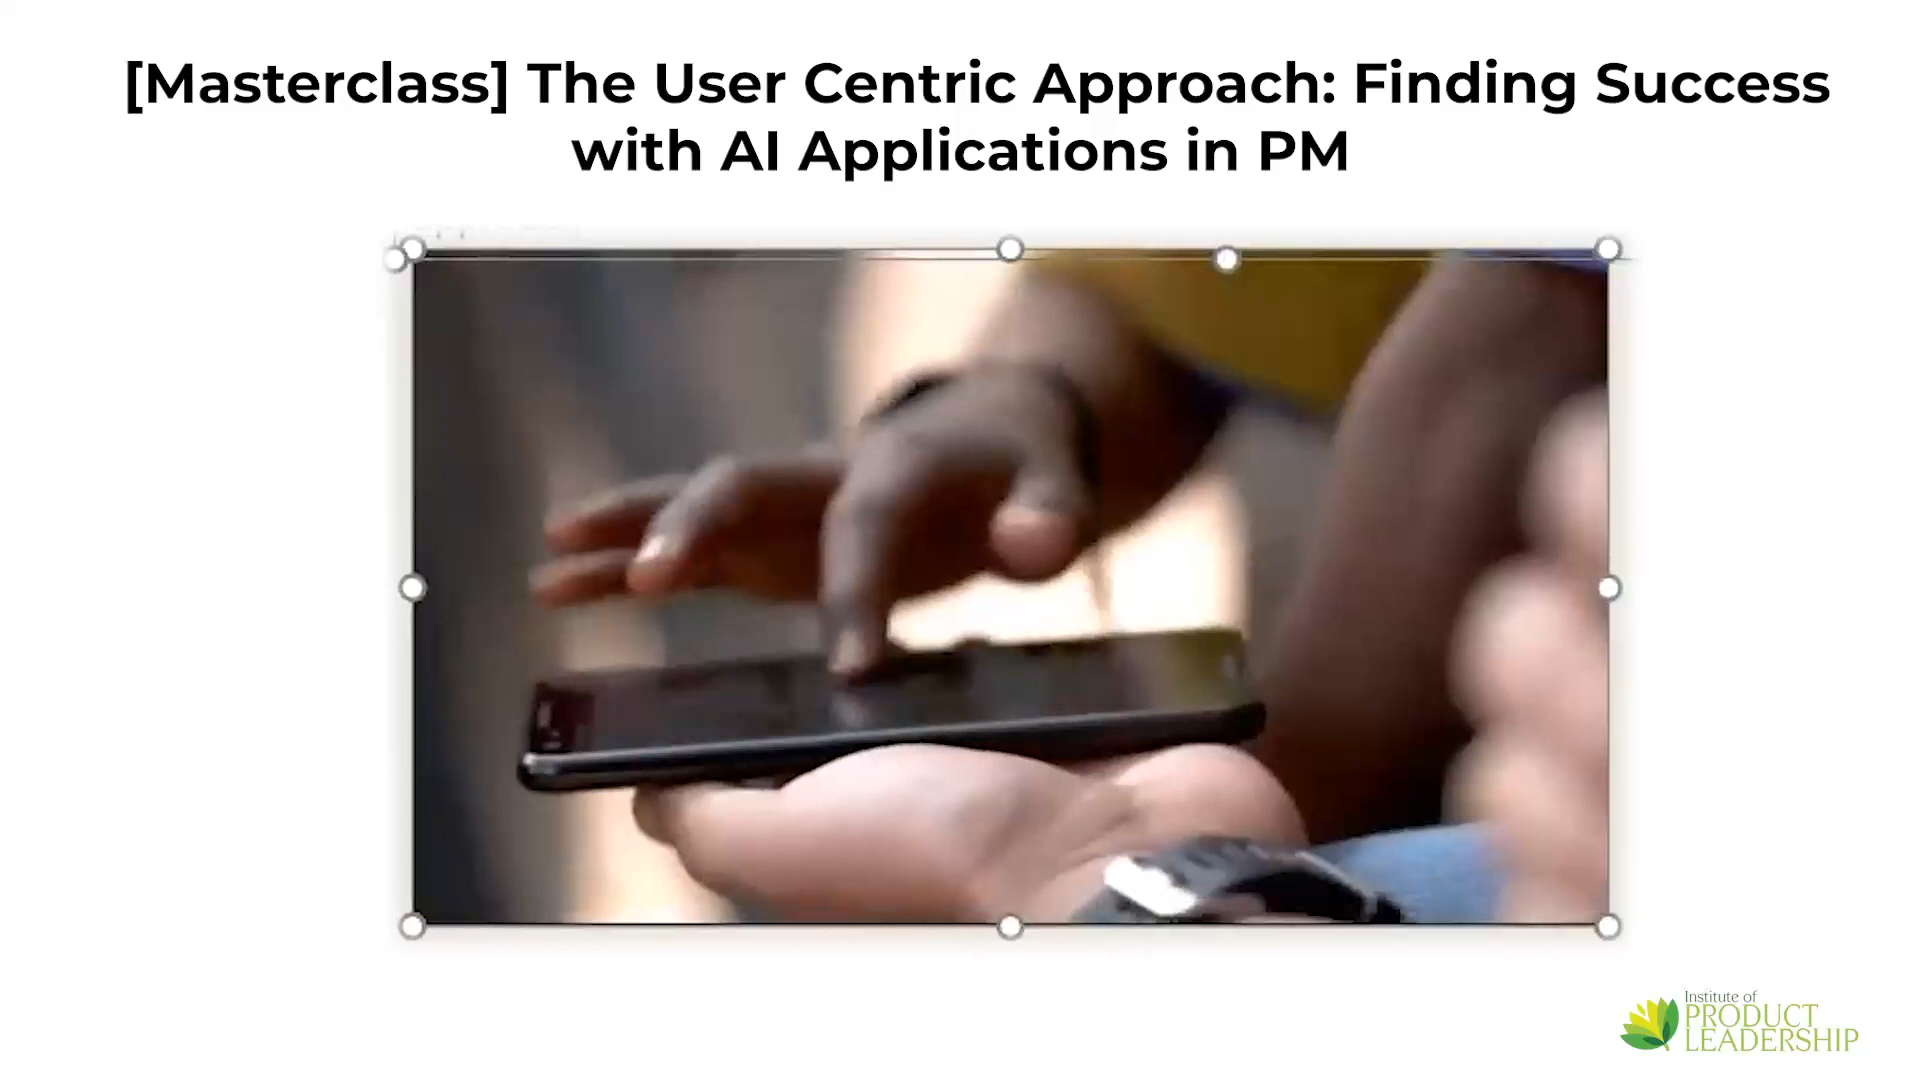 [Masterclass] The User Centric Approach: Finding Success
with AI Applications in PM
Institute of
PRODUCT
LEADERSHIP